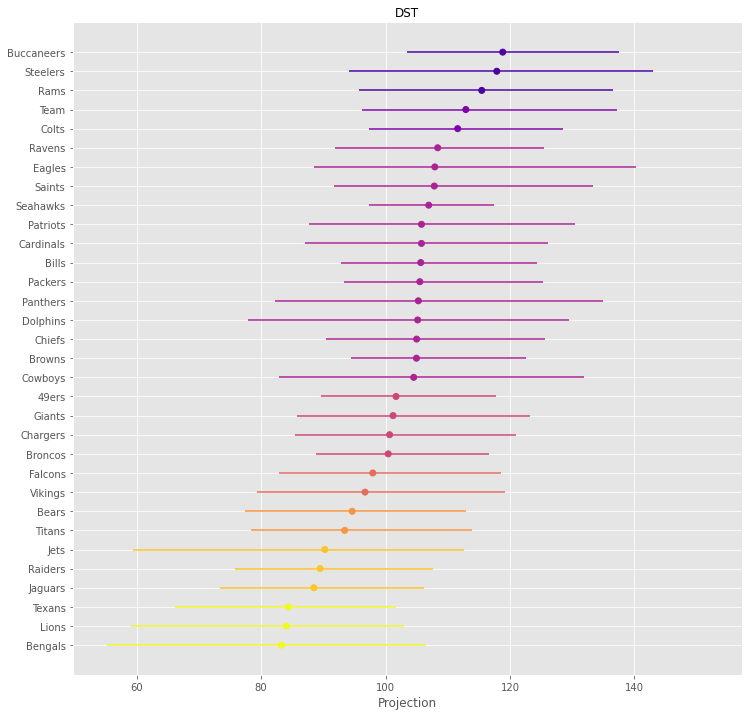 DST
Buccaneers
Steelers
Rams
Team
Colts
Ravens
Eagles
Saints
Seahawks
Patriots
Cardinals
Bills
Packers
Panthers
Dolphins
Chiefs
Browns
Cowboys
49ers
Giants
Chargers
Broncos
Falcons
Vikings
Bears
Titans
Jets
Raiders
Jaguars
Texans
Lions
Bengals
60 80 100 120 140
Projection